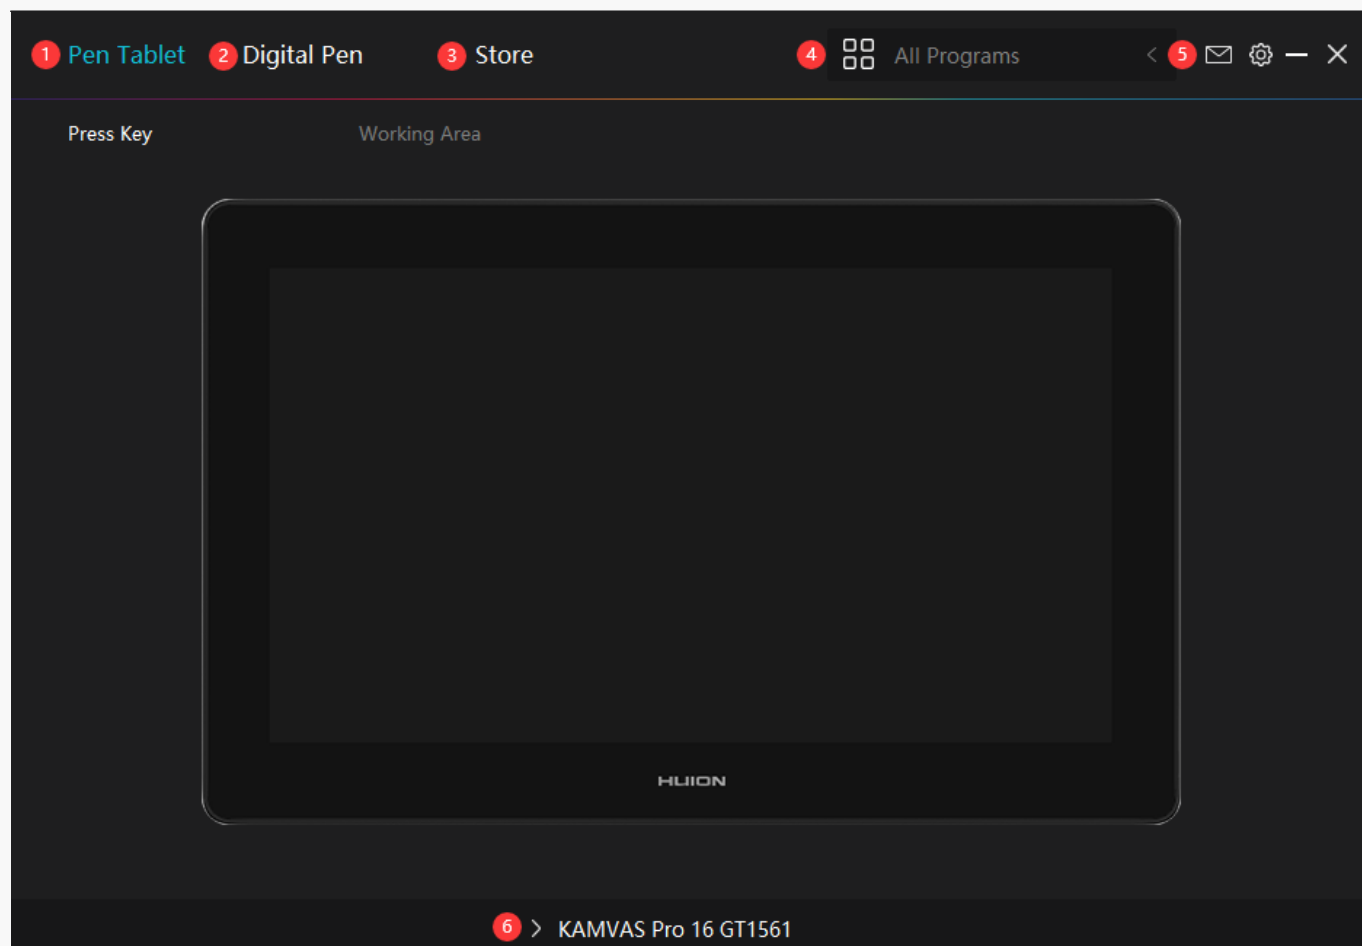 1 Pen Tablet 2 Digital Pen 3 Store 4 All Programs 5
Press Key Working Area
HUION
6 KAMVAS Pro 16 GT1561